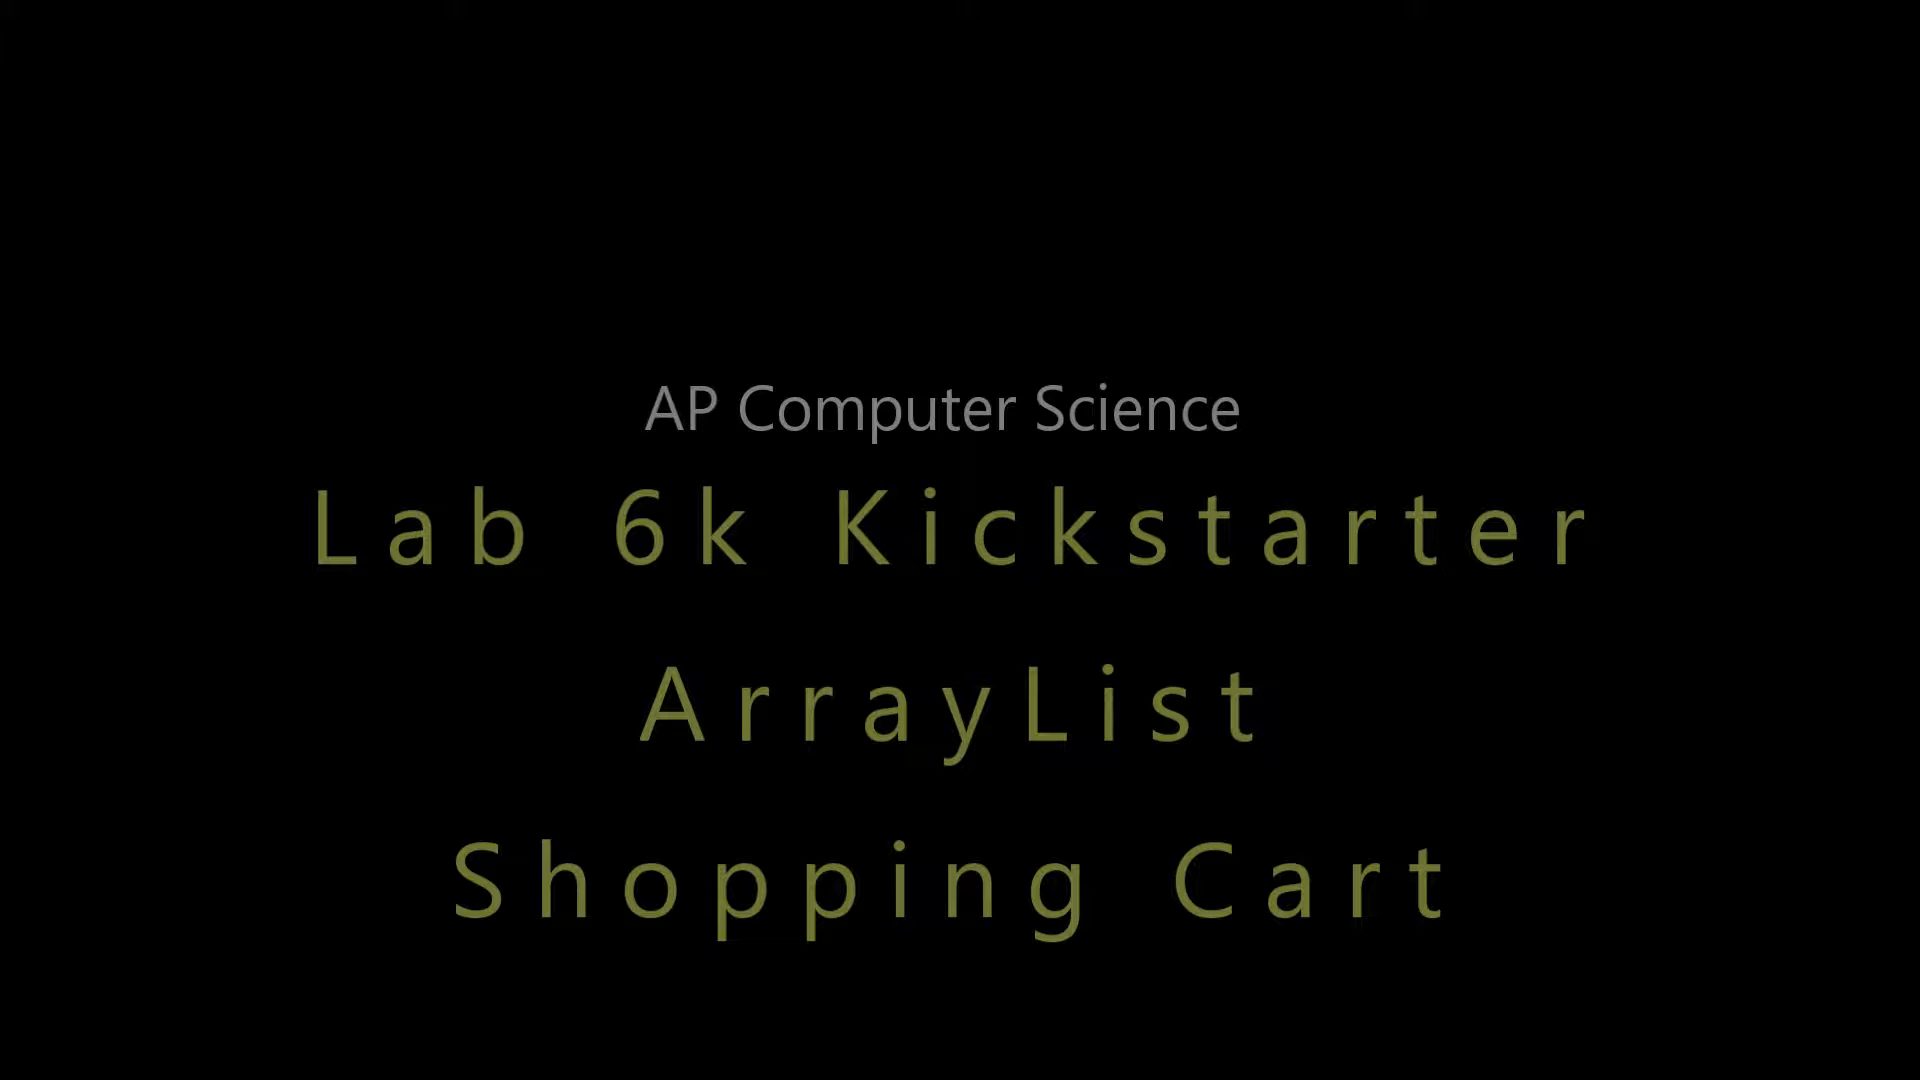 AP Computer Science
Lab 6k Kickstarter
ArrayList
Shopping Cart